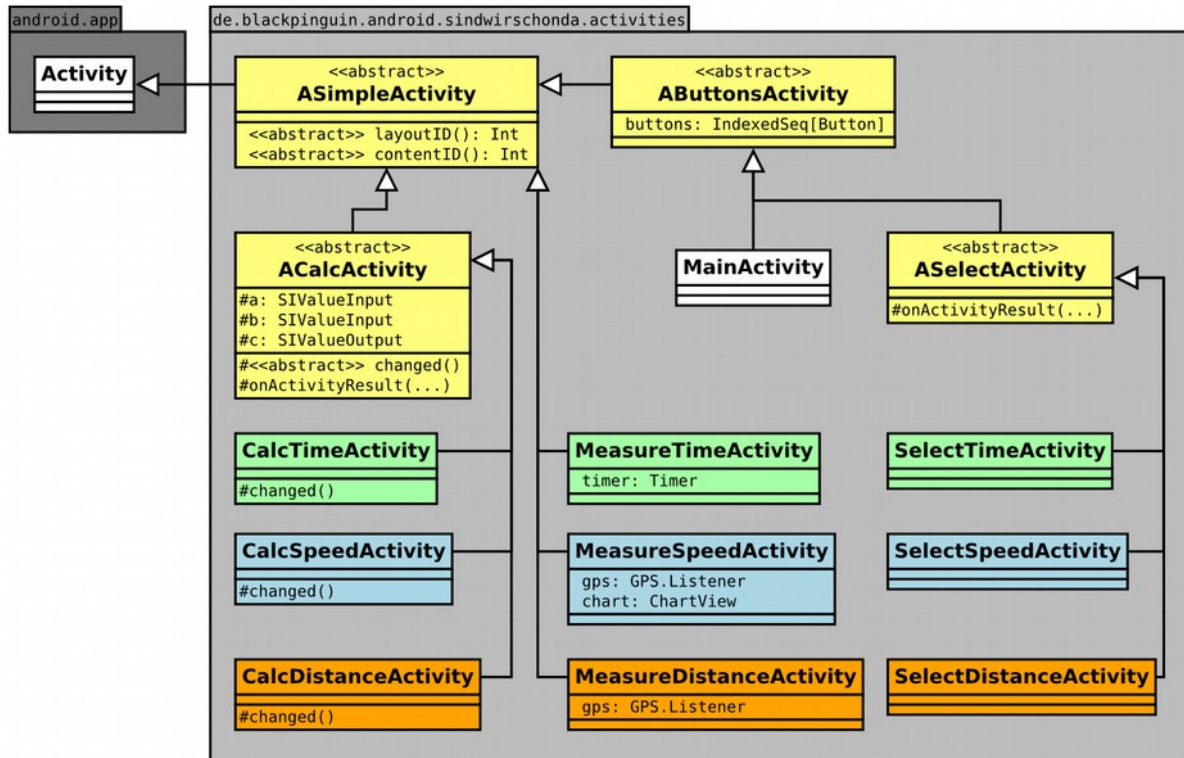 android.app
de.blackpinguin.android.sindwirschonda.activities
Activity
<<abstract>>
ASimpleActivity
<<abstract>> layoutID(): Int
<<abstract>> contentID(): Int
<<abstract>>
AButtonsActivity
buttons: IndexedSeq[Button]
<<abstract>>
ACalcActivity
#a: SIValueInput
#b: SIValueInput
#c: SIValueOutput
#<<abstract>> changed()
#onActivityResult(...)
MainActivity
<<abstract>>
ASelectActivity
#onActivityResult(...)
CalcTimeActivity
#changed()
MeasureTimeActivity
timer: Timer
SelectTimeActivity
CalcSpeedActivity
#changed()
MeasureSpeedActivity
gps: GPS.Listener
chart: ChartView
SelectSpeedActivity
CalcDistanceActivity
#changed()
MeasureDistanceActivity
gps: GPS.Listener
SelectDistanceActivity